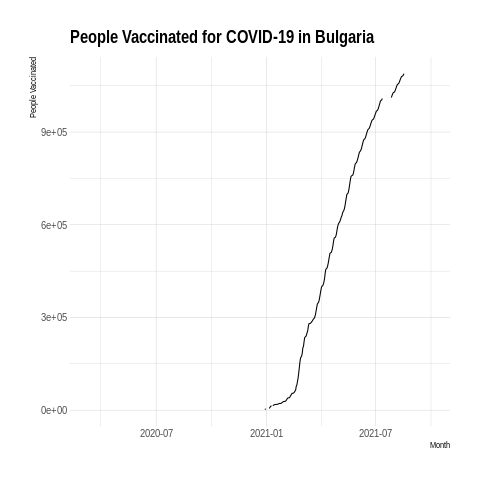 People Vaccinated for COVID-19 in Bulgaria
People Vaccinated
9e+05
6e+05
3e+05
0e+00
2020-07
2021-01
2021-07
Month